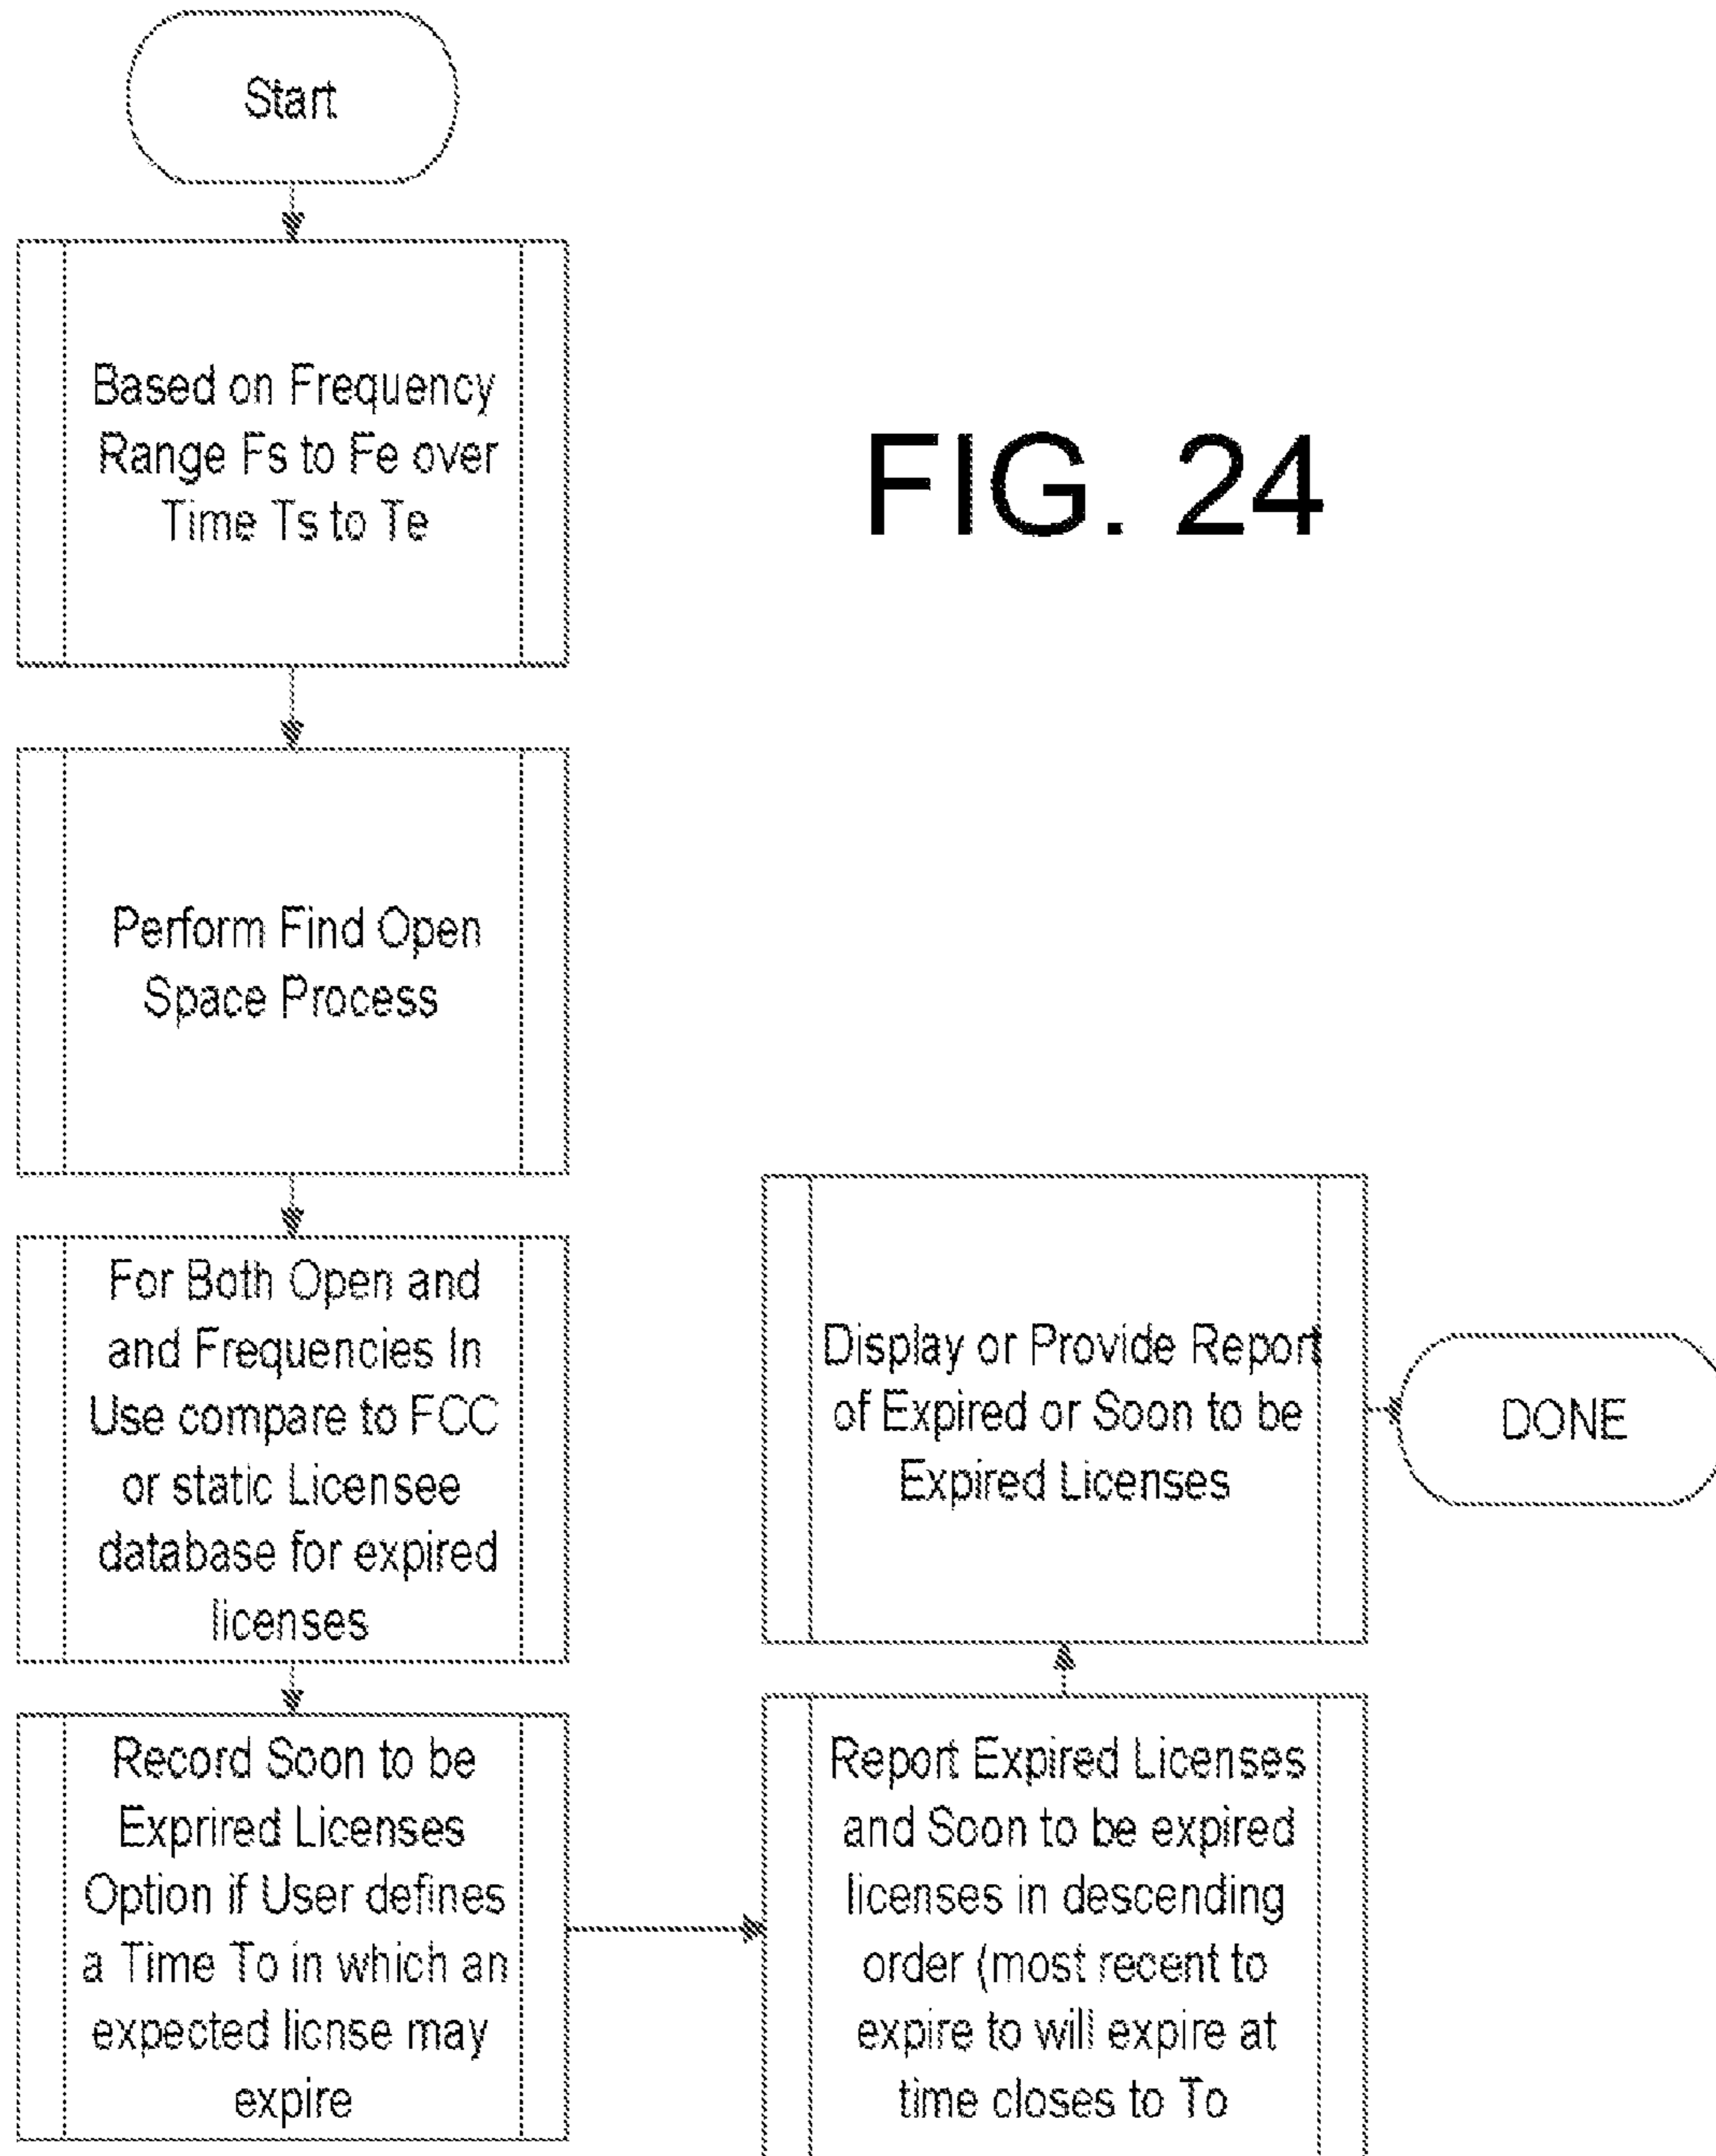 Start
Based on Frequency
Range Fs to Fe over
Time Ts to Te
FIG. 24
Perform Find Open
Space Process
For Both Open and
and Frequencies In
Use compare to FCC
or static Licensee
database for expired
licenses
Record Soon to be
Exprired Licenses
Option if User defines
a Time To in which an
expected licnse may
expire
Report Expired Licenses
and Soon to be expired
licenses in descending
order (most recent to
expire to will expire at
time closes to To
Display or Provide Report
of Expired or Soon to be
Expired Licenses
DONE